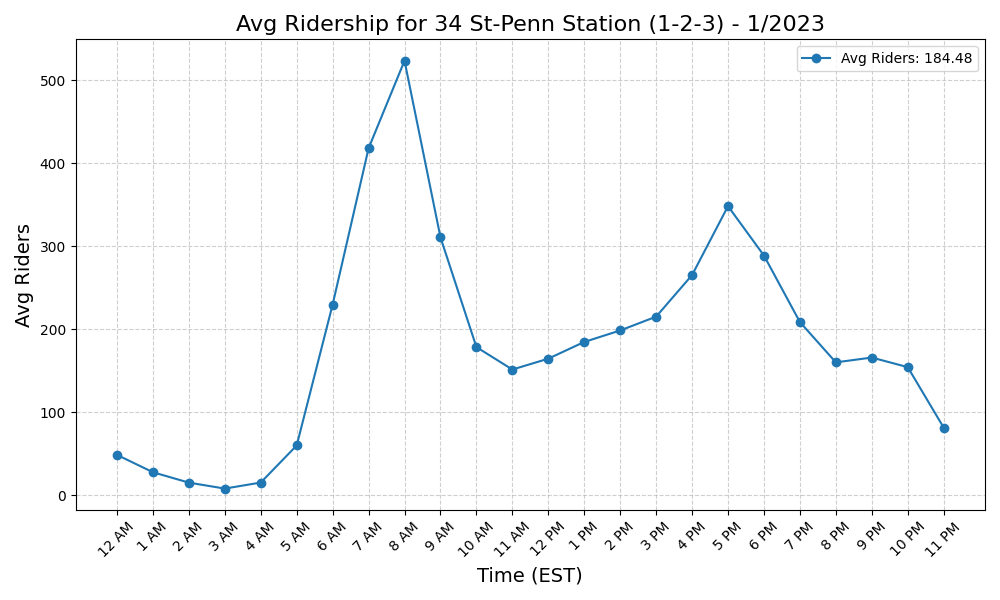 Avg Ridership for 34 St-Penn Station (1-2-3) - 1/2023
Avg Riders: 184.48
500
400
300
200
100
0
Avg Riders
12 AM
1 AM
2 AM
3 AM
4 AM
5 AM
6 AM
7 AM
8 AM
9 AM
10 AM
11 AM
12 PM
1 PM
2 PM
3 PM
4 PM
5 PM
6 PM
7 PM
8 PM
9 PM
10 PM
11 PM
Time (EST)